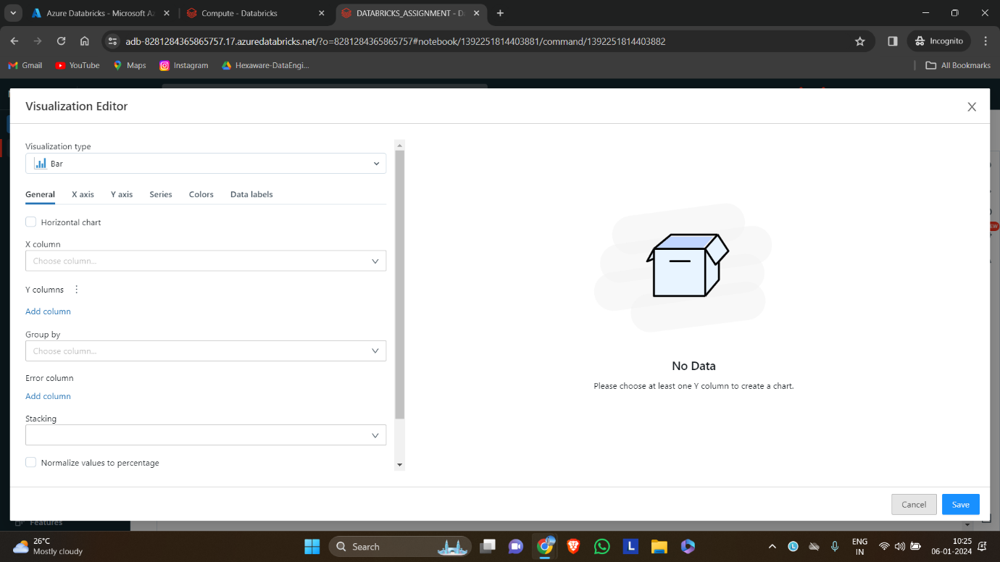 Azure Databricks - Microsoft Az
Compute - Databricks
DATABRICKS_ASSIGNMENT - Da
adb-8281284365865757.17.azuredatabricks.net/?o=8281284365865757#notebook/1392251814403881/command/1392251814403882
Incognito
Gmail
YouTube
Maps
Instagram
Hexaware-DataEngi...
All Bookmarks
Visualization Editor
Visualization type
Bar
General X axis Y axis Series Colors Data labels
Horizontal chart
X column
Choose column...
Y columns
Add column
Group by
Choose column...
Error column
Add column
Stacking
Normalize values to percentage
No Data
Please choose at least one Y column to create a chart.
Cancel
Save
Features
26°C
Mostly cloudy
Search
L
ENG
IN
10:25
06-01-2024